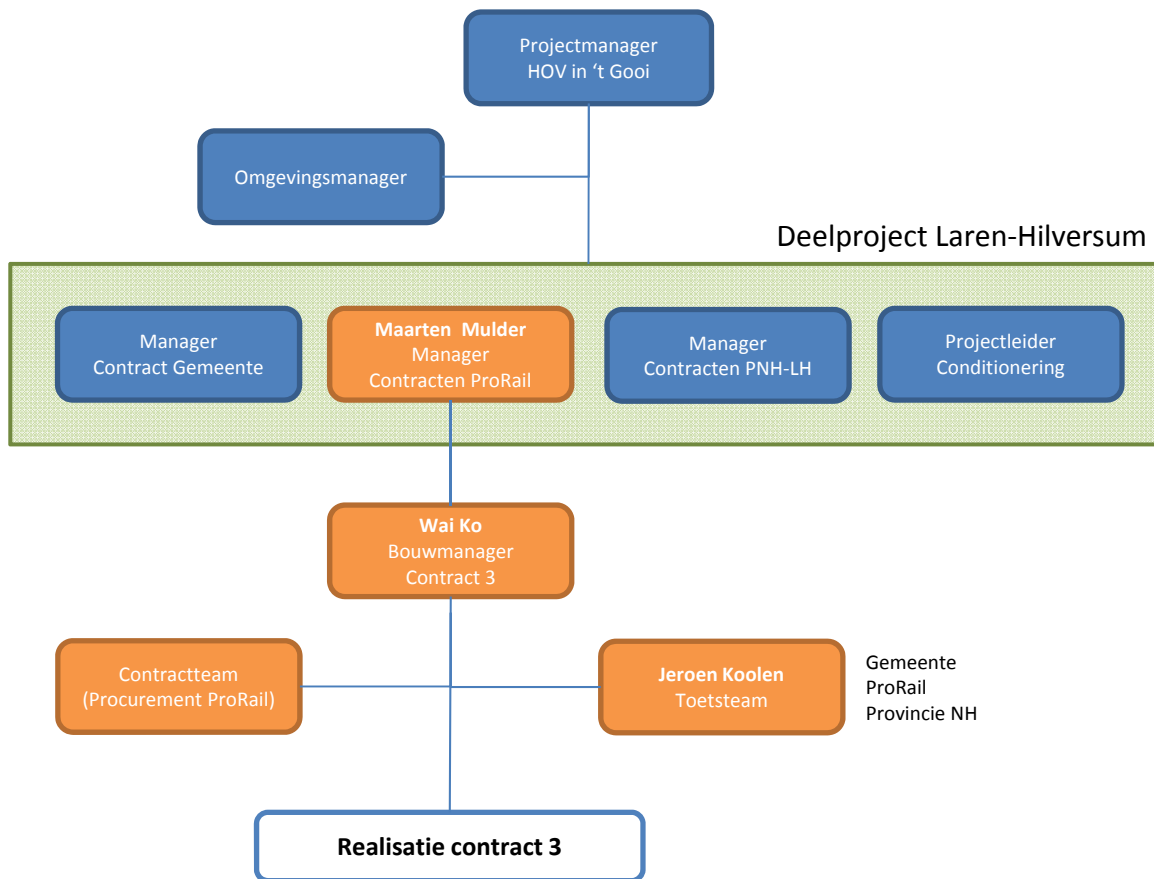 Projectmanager
HOV in ‘t Gooi
Omgevingsmanager
Deelproject Laren-Hilversum
Manager
Contract Gemeente
Maarten Mulder
Manager
Contracten ProRail
Manager
Contracten PNH-LH
Projectleider
Conditionering
Wai Ko
Bouwmanager
Contract 3
Contractteam
(Procurement ProRail)
Jeroen Koolen
Toetsteam
Gemeente
ProRail
Provincie NH
Realisatie contract 3